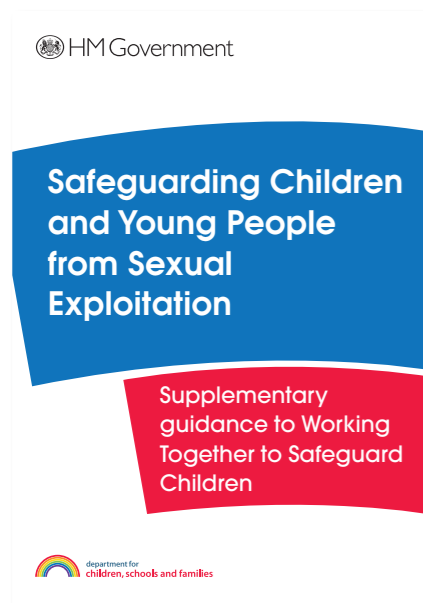 HM Government
Safeguarding Children
and Young People
from Sexual
Exploitation
Supplementary
guidance to Working
Together to Safeguard
Children
department for
children, schools and families